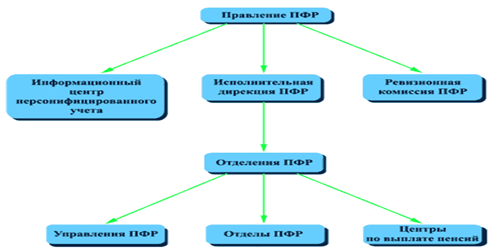 Правление ПФР
Информационный
центр
персонифицированного
учета
Исполнительная
дирекция ПФР
Ревизионная
комиссия ПФР
Отделения ПФР
Управления ПФР
Отделы ПФР
Центры
по выплате пенсий